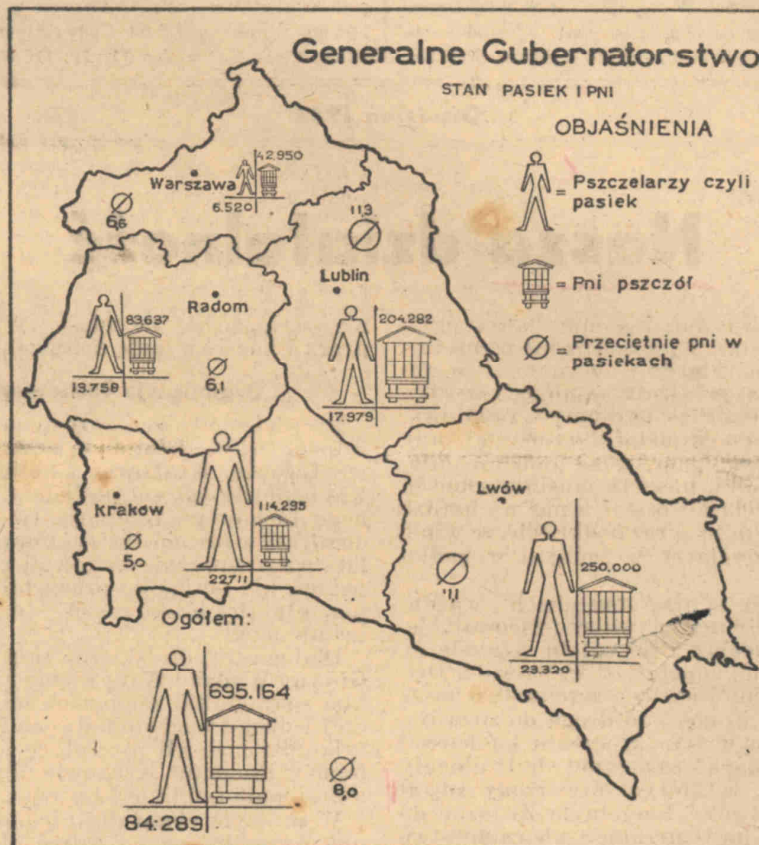 Generalne Gubernatorstwo
STAN PASIEK I PNI
OBJAŚNIENIA
= Pszczelarzy czyli
pasiek
= Pni pszczół
= Przeciętnie pni w
pasiekach
42.950
Warszawa
6.520
6,6
11,3
Lublin
204.282
17.979
Radom
83.637
13.759
6,1
Kraków
114.295
5,0
22.711
Lwów
250.000
11,1
23.320
Ogółem:
695.164
84.289
8,0